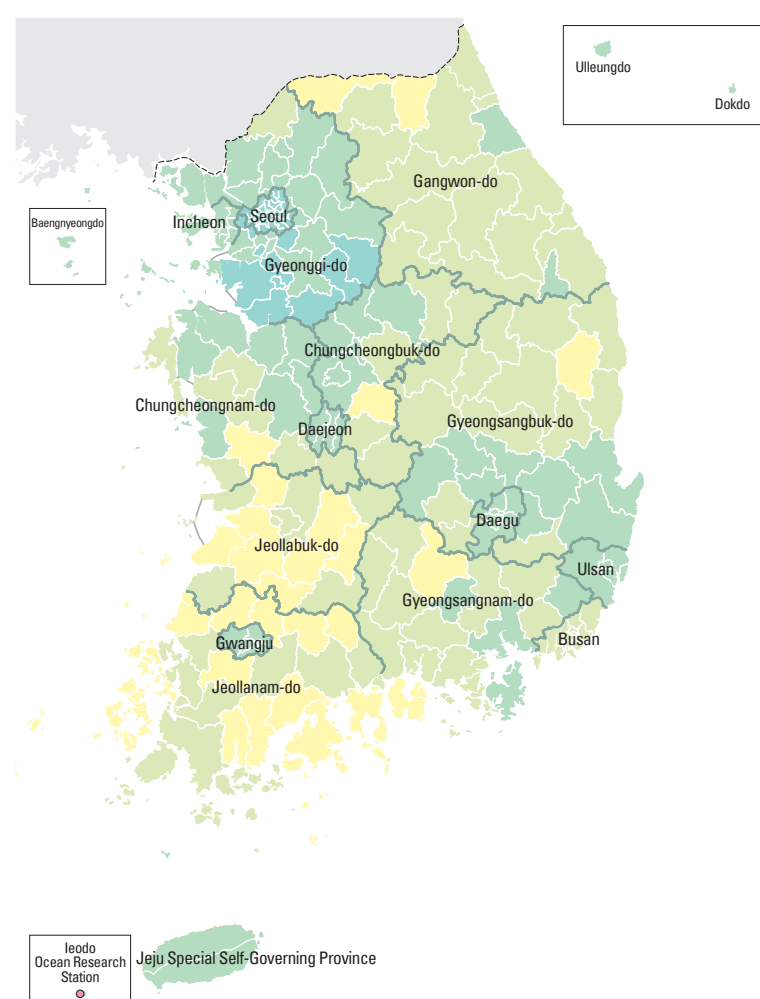 Ulleungdo
Dokdo
Gangwon-do
Baengnyeongdo
Incheon
Seoul
Gyeonggi-do
Chungcheongbuk-do
Chungcheongnam-do
Daejeon
Gyeongsangbuk-do
Daegu
Jeollabuk-do
Ulsan
Gyeongsangnam-do
Busan
Gwangju
Jeollanam-do
Ieodo
Ocean Research
Station
Jeju Special Self-Governing Province